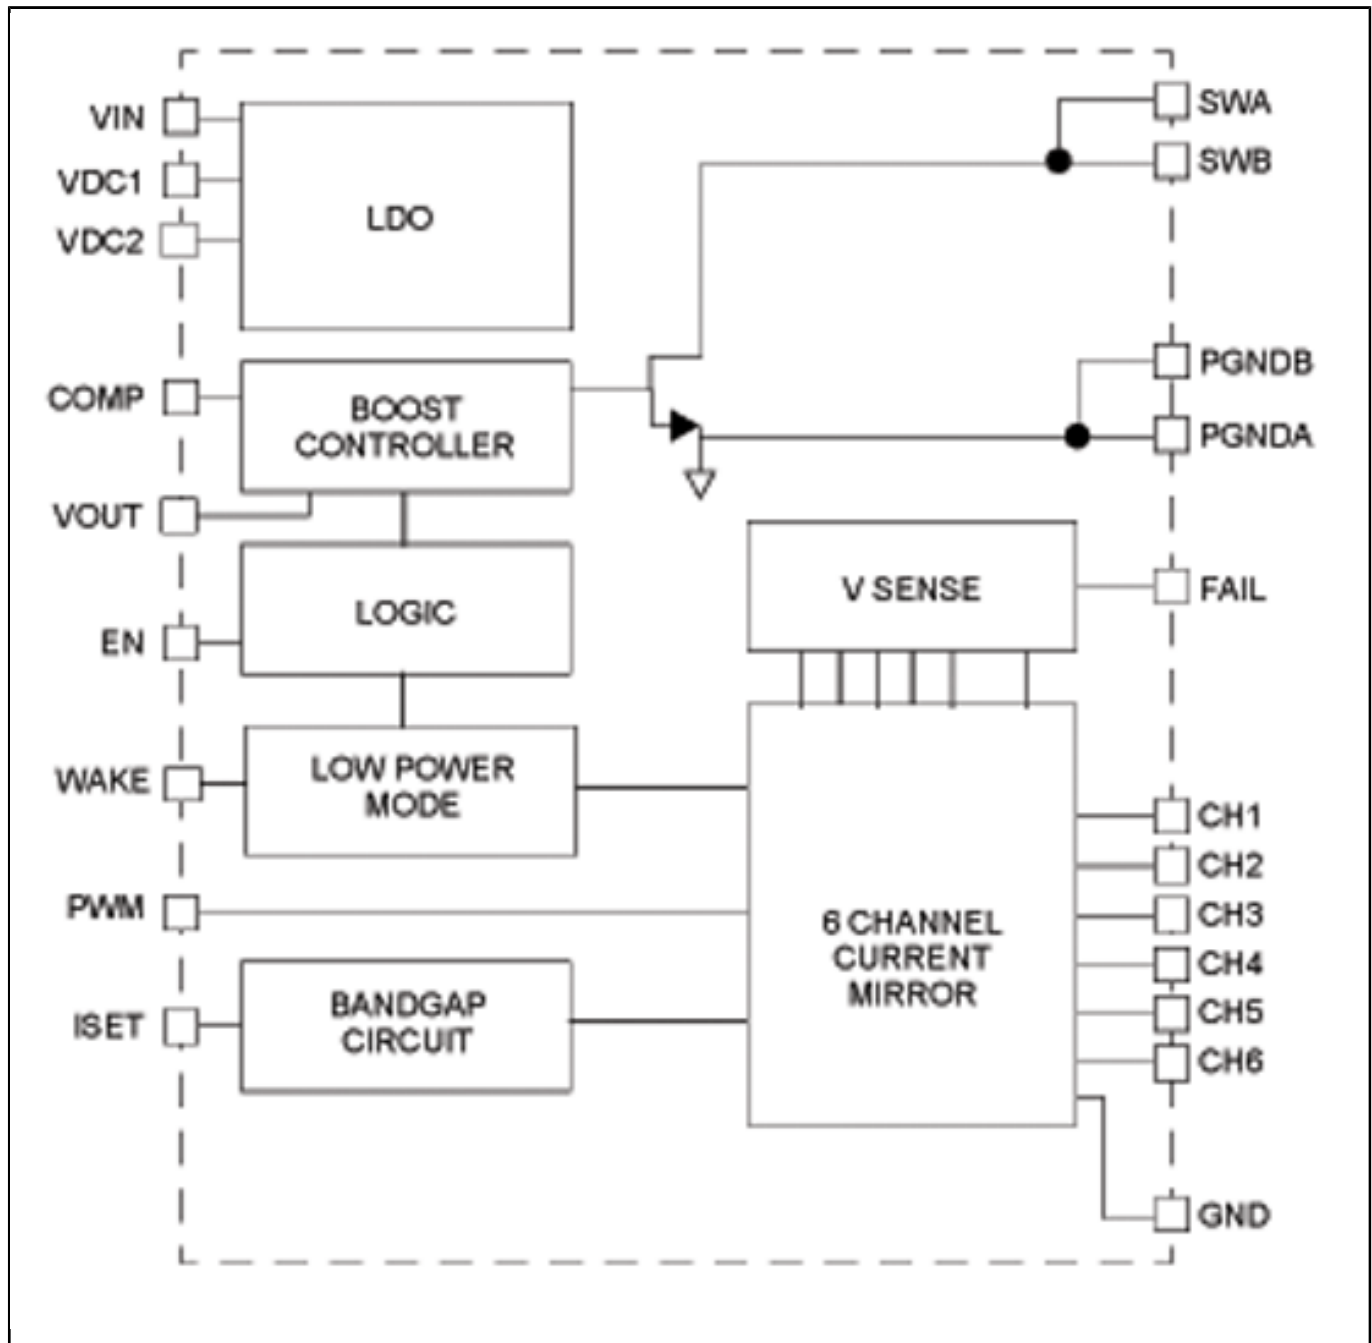 VIN
VDC1
VDC2
LDO
SWA
SWB
COMP
BOOST
CONTROLLER
PGNDB
PGNDA
VOUT
EN
LOGIC
V SENSE
FAIL
WAKE
LOW POWER
MODE
PWM
ISET
BANDGAP
CIRCUIT
6 CHANNEL
CURRENT
MIRROR
CH1
CH2
CH3
CH4
CH5
CH6
GND